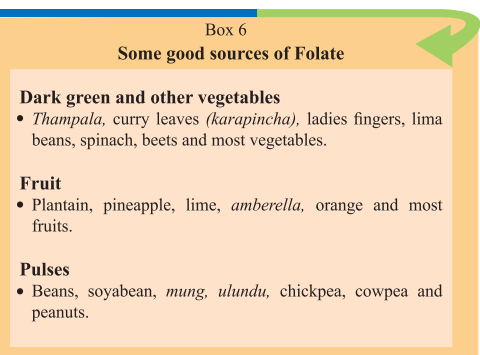 Box 6
Some good sources of Folate
Dark green and other vegetables
• Thampala, curry leaves (karapincha), ladies fingers, lima
beans, spinach, beets and most vegetables.
Fruit
• Plantain, pineapple, lime, amberella, orange and most
fruits.
Pulses
• Beans, soyabean, mung, ulundu, chickpea, cowpea and
peanuts.